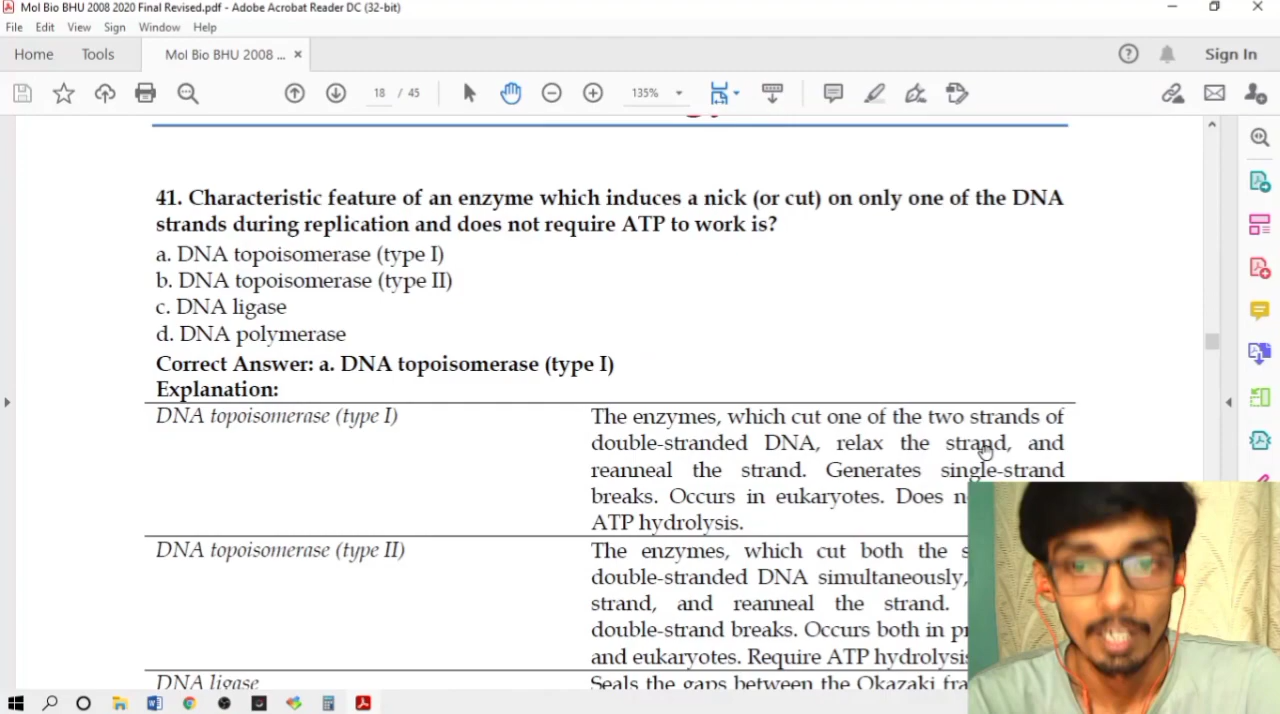 Mol Bio BHU 2008 2020 Final Revised.pdf - Adobe Acrobat Reader DC (32-bit)
File Edit View Sign Window Help
Home Tools Mol Bio BHU 2008 ... × Sign In
18 / 45 135%
41. Characteristic feature of an enzyme which induces a nick (or cut) on only one of the DNA
strands during replication and does not require ATP to work is?
a. DNA topoisomerase (type I)
b. DNA topoisomerase (type II)
c. DNA ligase
d. DNA polymerase
Correct Answer: a. DNA topoisomerase (type I)
Explanation:
DNA topoisomerase (type I) The enzymes, which cut one of the two strands of
double-stranded DNA, relax the strand, and
reanneal the strand. Generates single-strand
breaks. Occurs in eukaryotes. Does
ATP hydrolysis.
DNA topoisomerase (type II) The enzymes, which cut both the
double-stranded DNA simultaneously,
strand, and reanneal the strand.
double-strand breaks. Occurs both in
and eukaryotes. Require ATP hydrolysis
DNA ligase Seals the gaps between the Okazaki